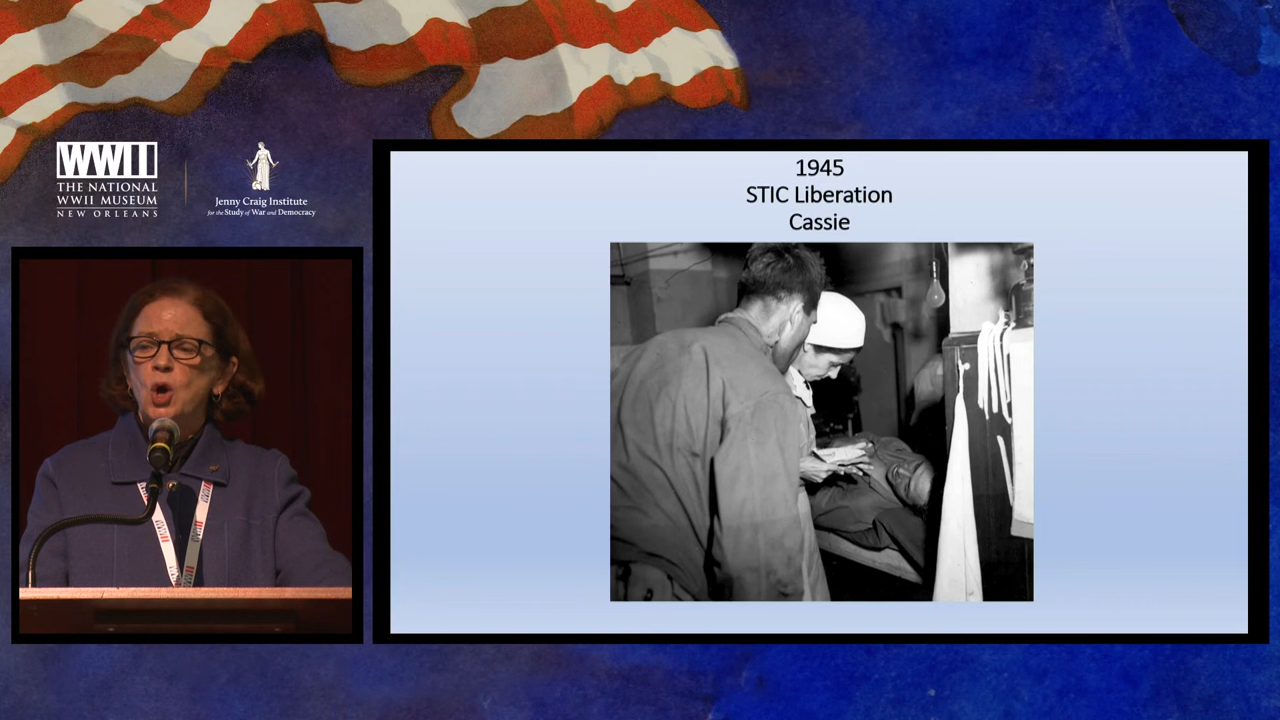 WWII
THE NATIONAL
WWII MUSEUM
NEW ORLEANS
Jenny Craig Institute
for the Study of War and Democracy
1945
STIC Liberation
Cassie